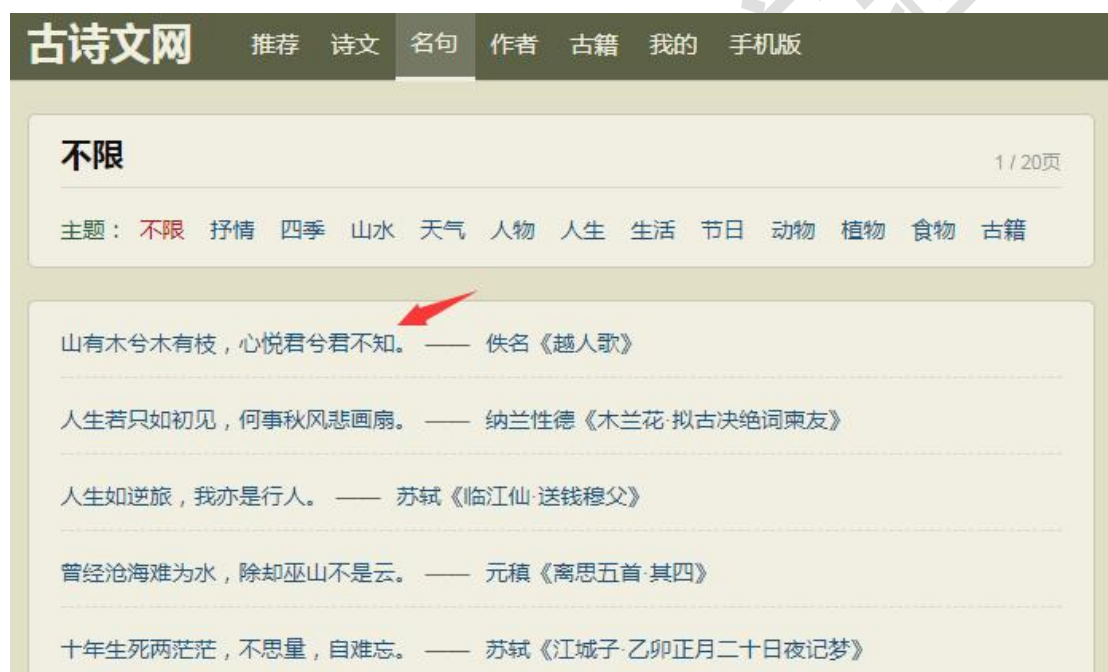 古诗文网 推荐 诗文 名句 作者 古籍 我的 手机版
不限 1 / 20页
主题： 不限 抒情 四季 山水 天气 人物 人生 生活 节日 动物 植物 食物 古籍
山有木兮木有枝，心悦君兮君不知。 —— 佚名《越人歌》
人生若只如初见，何事秋风悲画扇。 —— 纳兰性德《木兰花·拟古决绝词柬友》
人生如逆旅，我亦是行人。 —— 苏轼《临江仙·送钱穆父》
曾经沧海难为水，除却巫山不是云。 —— 元稹《离思五首·其四》
十年生死两茫茫，不思量，自难忘。 —— 苏轼《江城子·乙卯正月二十日夜记梦》